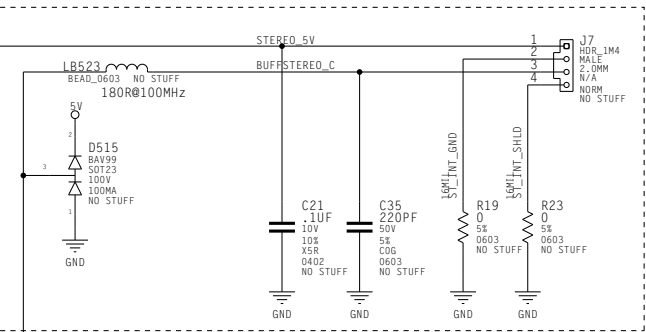 STEREO_5V
BUFFSTEREO_C
LB523
BEAD_0603 NO STUFF
180R@100MHz
1
2
3
4
J7
HDR_1M4
MALE
2.0MM
N/A
NORM
NO STUFF
5V
2
3
1
D515
BAV99
SOT23
100V
100MA
NO STUFF
GND
C21
.1UF
10V
10%
X5R
0402
NO STUFF
GND
C35
220PF
50V
5%
COG
0603
NO STUFF
GND
16MIL
ST_INT_GND
R19
0
5%
0603
NO STUFF
GND
16MIL
ST_INT_SHLD
R23
0
5%
0603
NO STUFF
GND